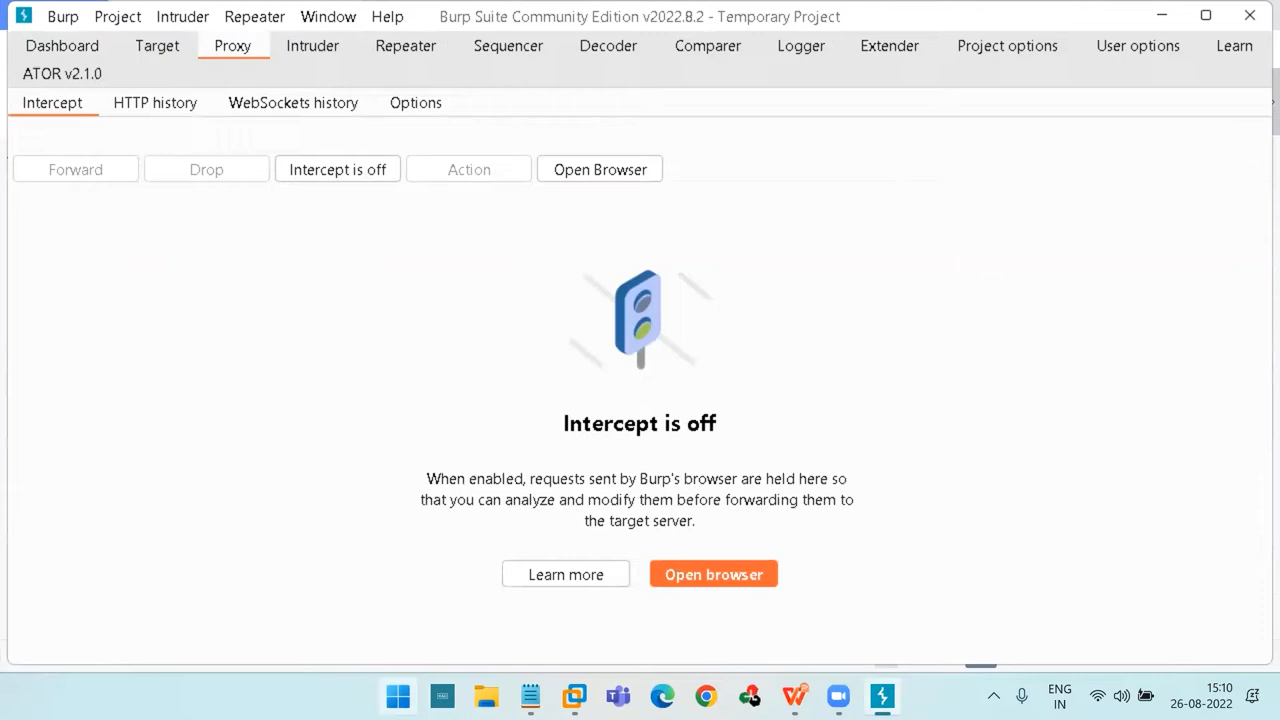 Burp Project Intruder Repeater Window Help Burp Suite Community Edition v2022.8.2 - Temporary Project
Dashboard Target Proxy Intruder Repeater Sequencer Decoder Comparer Logger Extender Project options User options Learn
ATOR v2.1.0
Intercept HTTP history WebSockets history Options
Forward Drop Intercept is off Action Open Browser
Intercept is off
When enabled, requests sent by Burp's browser are held here so
that you can analyze and modify them before forwarding them to
the target server.
Learn more Open browser
ENG 15:10
IN 26-08-2022